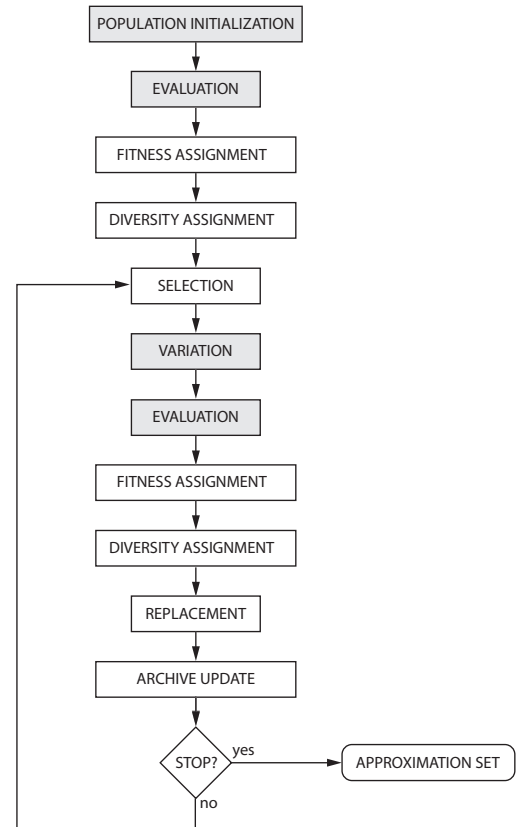 POPULATION INITIALIZATION
EVALUATION
FITNESS ASSIGNMENT
DIVERSITY ASSIGNMENT
SELECTION
VARIATION
EVALUATION
FITNESS ASSIGNMENT
DIVERSITY ASSIGNMENT
REPLACEMENT
ARCHIVE UPDATE
STOP?
yes
APPROXIMATION SET
no